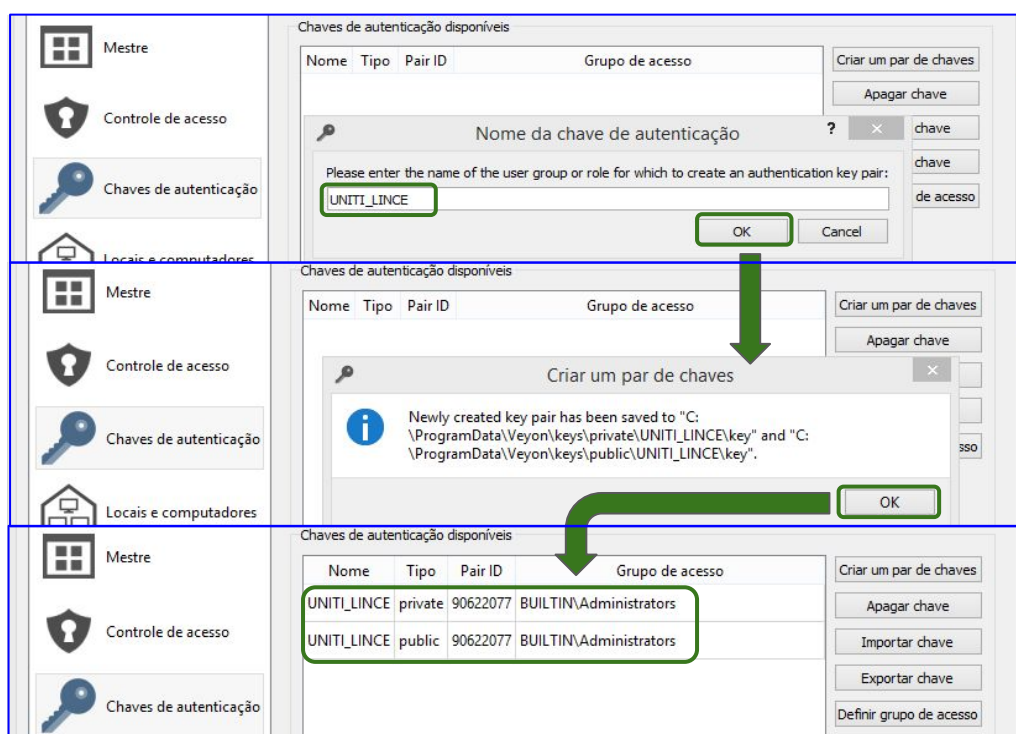 Chaves de autenticação disponíveis
Mestre
Nome Tipo Pair ID Grupo de acesso
Criar um par de chaves
Apagar chave
Controle de acesso
Nome da chave de autenticação ?
chave
Please enter the name of the user group or role for which to create an authentication key pair:
chave
Chaves de autenticação
UNITI_LINCE
de acesso
OK Cancel
Locais e computadores
Chaves de autenticação disponíveis
Mestre
Nome Tipo Pair ID Grupo de acesso
Criar um par de chaves
Apagar chave
Controle de acesso
Criar um par de chaves
Newly created key pair has been saved to "C:
\ProgramData\Veyon\keys\private\UNITI_LINCE\key" and "C:
\ProgramData\Veyon\keys\public\UNITI_LINCE\key".
Chaves de autenticação
sso
OK
Locais e computadores
Chaves de autenticação disponíveis
Mestre
Nome Tipo Pair ID Grupo de acesso
Criar um par de chaves
UNITI_LINCE private 90622077 BUILTIN\Administrators
Apagar chave
Controle de acesso
UNITI_LINCE public 90622077 BUILTIN\Administrators
Importar chave
Exportar chave
Chaves de autenticação
Definir grupo de acesso